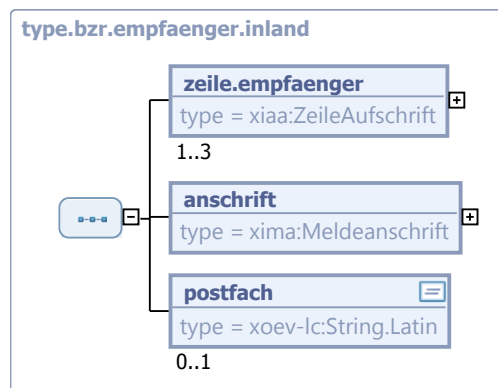 type.bzr.empfaenger.inland
zeile.empfaenger
type = xiaa:ZeileAufschrift
1..3
anschrift
type = xima:Meldeanschrift
postfach
type = xoev-lc:String.Latin
0..1